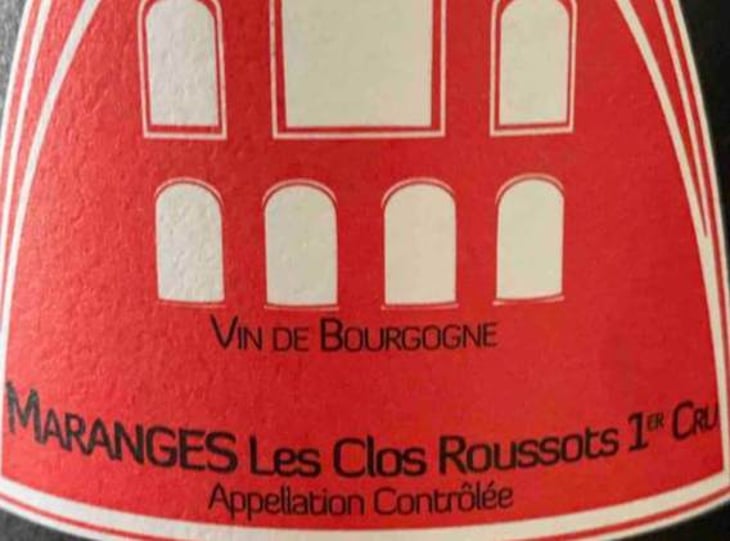 Vin de Bourgogne
Maranges Les Clos Roussots 1er Cru
Appellation Contrôlée